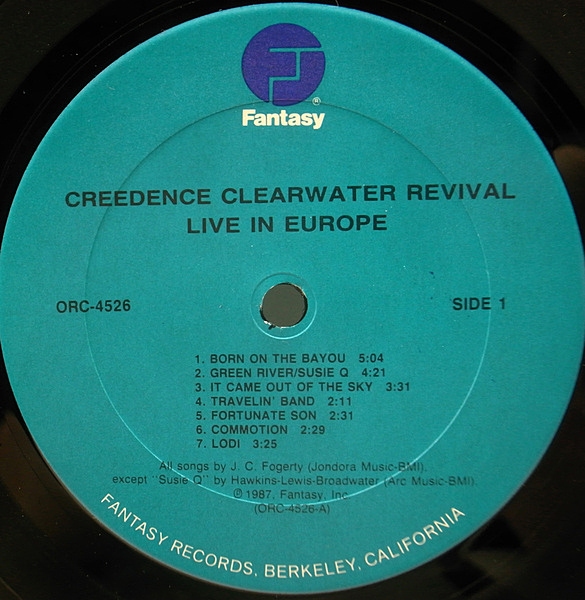 ®
Fantasy
CREEDENCE CLEARWATER REVIVAL
LIVE IN EUROPE
ORC-4526
SIDE 1
1. BORN ON THE BAYOU 5:04
2. GREEN RIVER/SUSIE Q 4:21
3. IT CAME OUT OF THE SKY 3:31
4. TRAVELIN' BAND 2:11
5. FORTUNATE SON 2:31
6. COMMOTION 2:29
7. LODI 3:25
All songs by J. C. Fogerty (Jondora Music-BMI),
except "Susie Q" by Hawkins-Lewis-Broadwater (Arc Music-BMI).
℗ 1987, Fantasy, Inc.
(ORC-4526-A)
FANTASY RECORDS, BERKELEY, CALIFORNIA